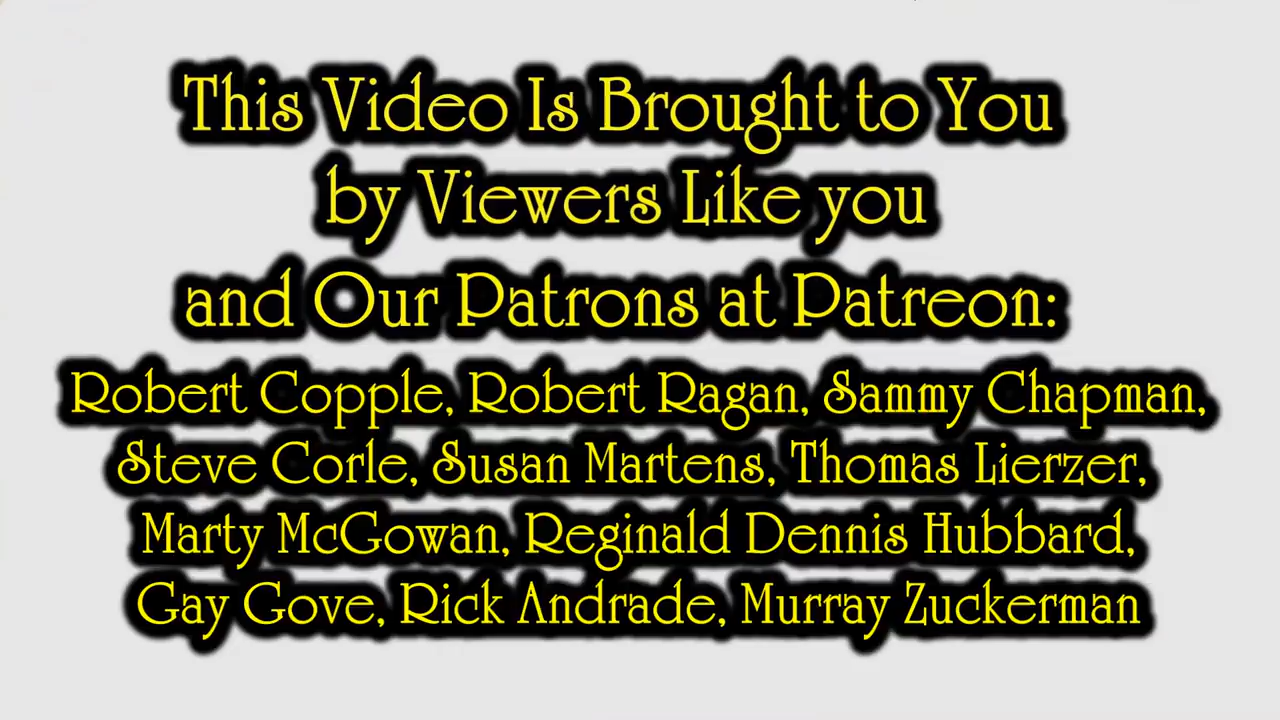 This Video Is Brought to You
by Viewers Like you
and Our Patrons at Patreon:
Robert Copple, Robert Ragan, Sammy Chapman,
Steve Corle, Susan Martens, Thomas Lierzer,
Marty McGowan, Reginald Dennis Hubbard,
Gay Gove, Rick Andrade, Murray Zuckerman